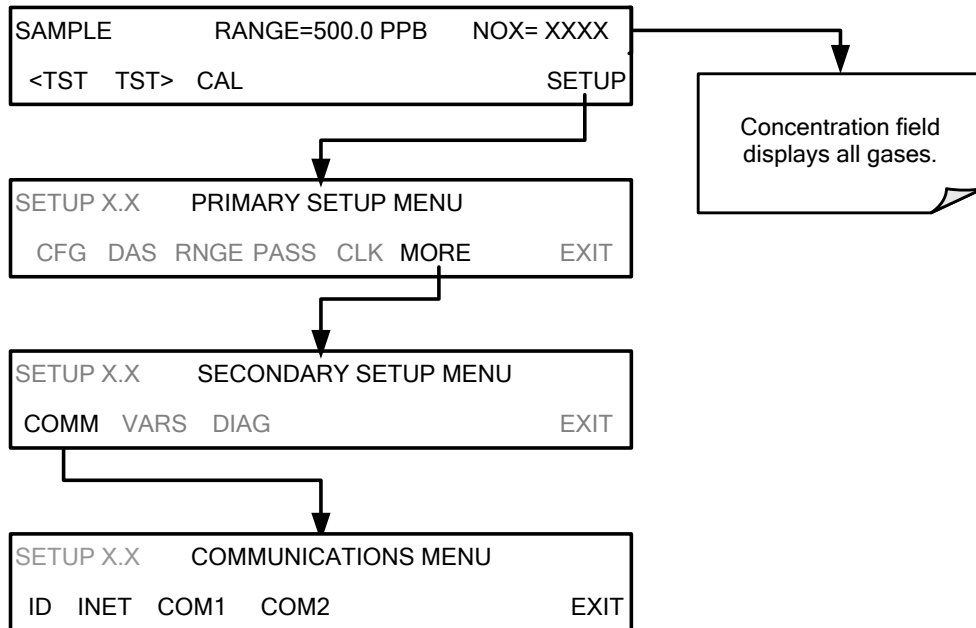 SAMPLE RANGE=500.0 PPB NOX= XXXX
<TST TST> CAL SETUP
Concentration field
displays all gases.
SETUP X.X PRIMARY SETUP MENU
CFG DAS RNGE PASS CLK MORE EXIT
SETUP X.X SECONDARY SETUP MENU
COMM VARS DIAG EXIT
SETUP X.X COMMUNICATIONS MENU
ID INET COM1 COM2 EXIT